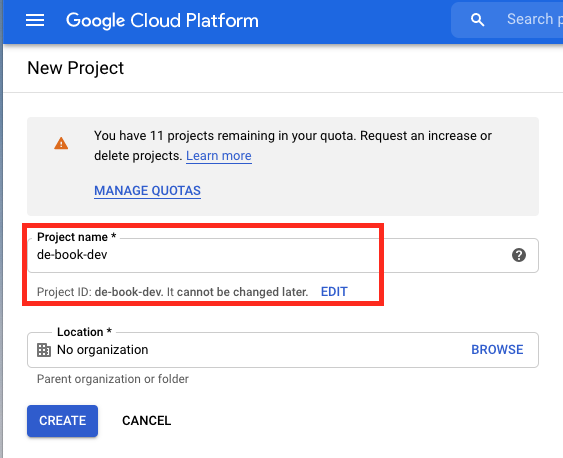 Google Cloud Platform
Search p
New Project
You have 11 projects remaining in your quota. Request an increase or
delete projects. Learn more
MANAGE QUOTAS
Project name *
de-book-dev
Project ID: de-book-dev. It cannot be changed later. EDIT
Location *
No organization BROWSE
Parent organization or folder
CREATE CANCEL